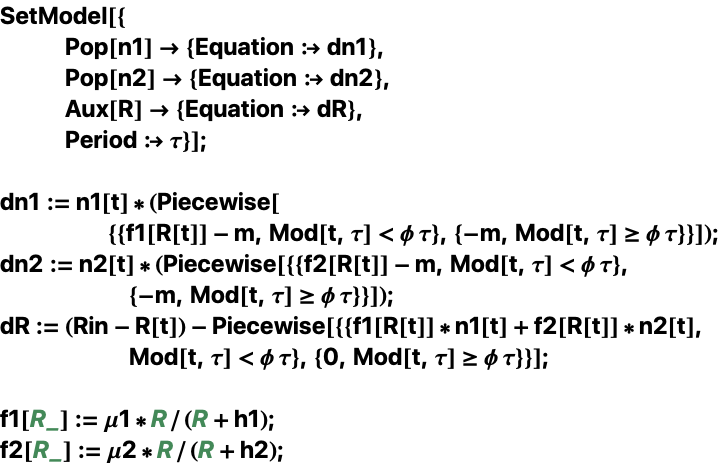 SetModel[{
Pop[n1] → {Equation :→ dn1},
Pop[n2] → {Equation :→ dn2},
Aux[R] → {Equation :→ dR},
Period :→ τ}];
dn1 := n1[t] * (Piecewise[
{{f1[R[t]] − m, Mod[t, τ] < ϕ τ}, {−m, Mod[t, τ] ≥ ϕ τ}}]);
dn2 := n2[t] * (Piecewise[{{f2[R[t]] − m, Mod[t, τ] < ϕ τ},
{−m, Mod[t, τ] ≥ ϕ τ}}]);
dR := (Rin − R[t]) − Piecewise[{{f1[R[t]] * n1[t] + f2[R[t]] * n2[t],
Mod[t, τ] < ϕ τ}, {0, Mod[t, τ] ≥ ϕ τ}}];
f1[R_] := μ1 * R / (R + h1);
f2[R_] := μ2 * R / (R + h2);